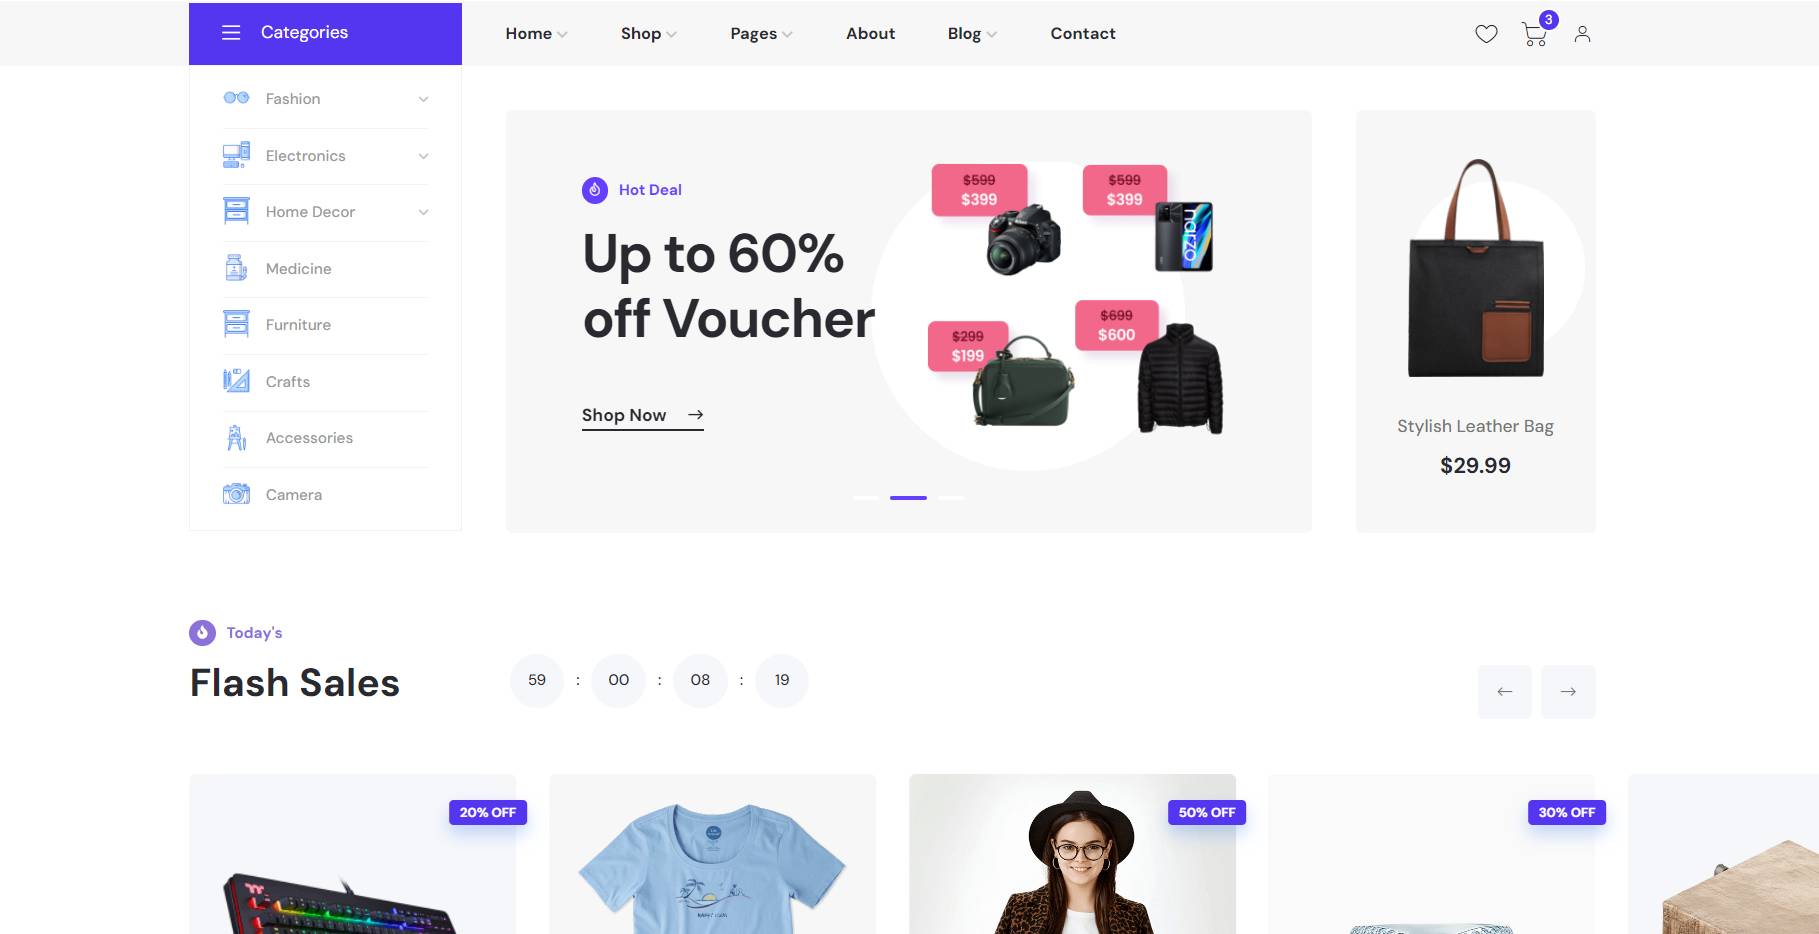 Categories
Home
Shop
Pages
About
Blog
Contact
3
Fashion
Electronics
Home Decor
Medicine
Furniture
Crafts
Accessories
Camera
Hot Deal
Up to 60%
off Voucher
Shop Now
$599
$399
$599
$399
narzo
$299
$199
$699
$600
Stylish Leather Bag
$29.99
Today's
Flash Sales
59 : 00 : 08 : 19
20% OFF
50% OFF
30% OFF